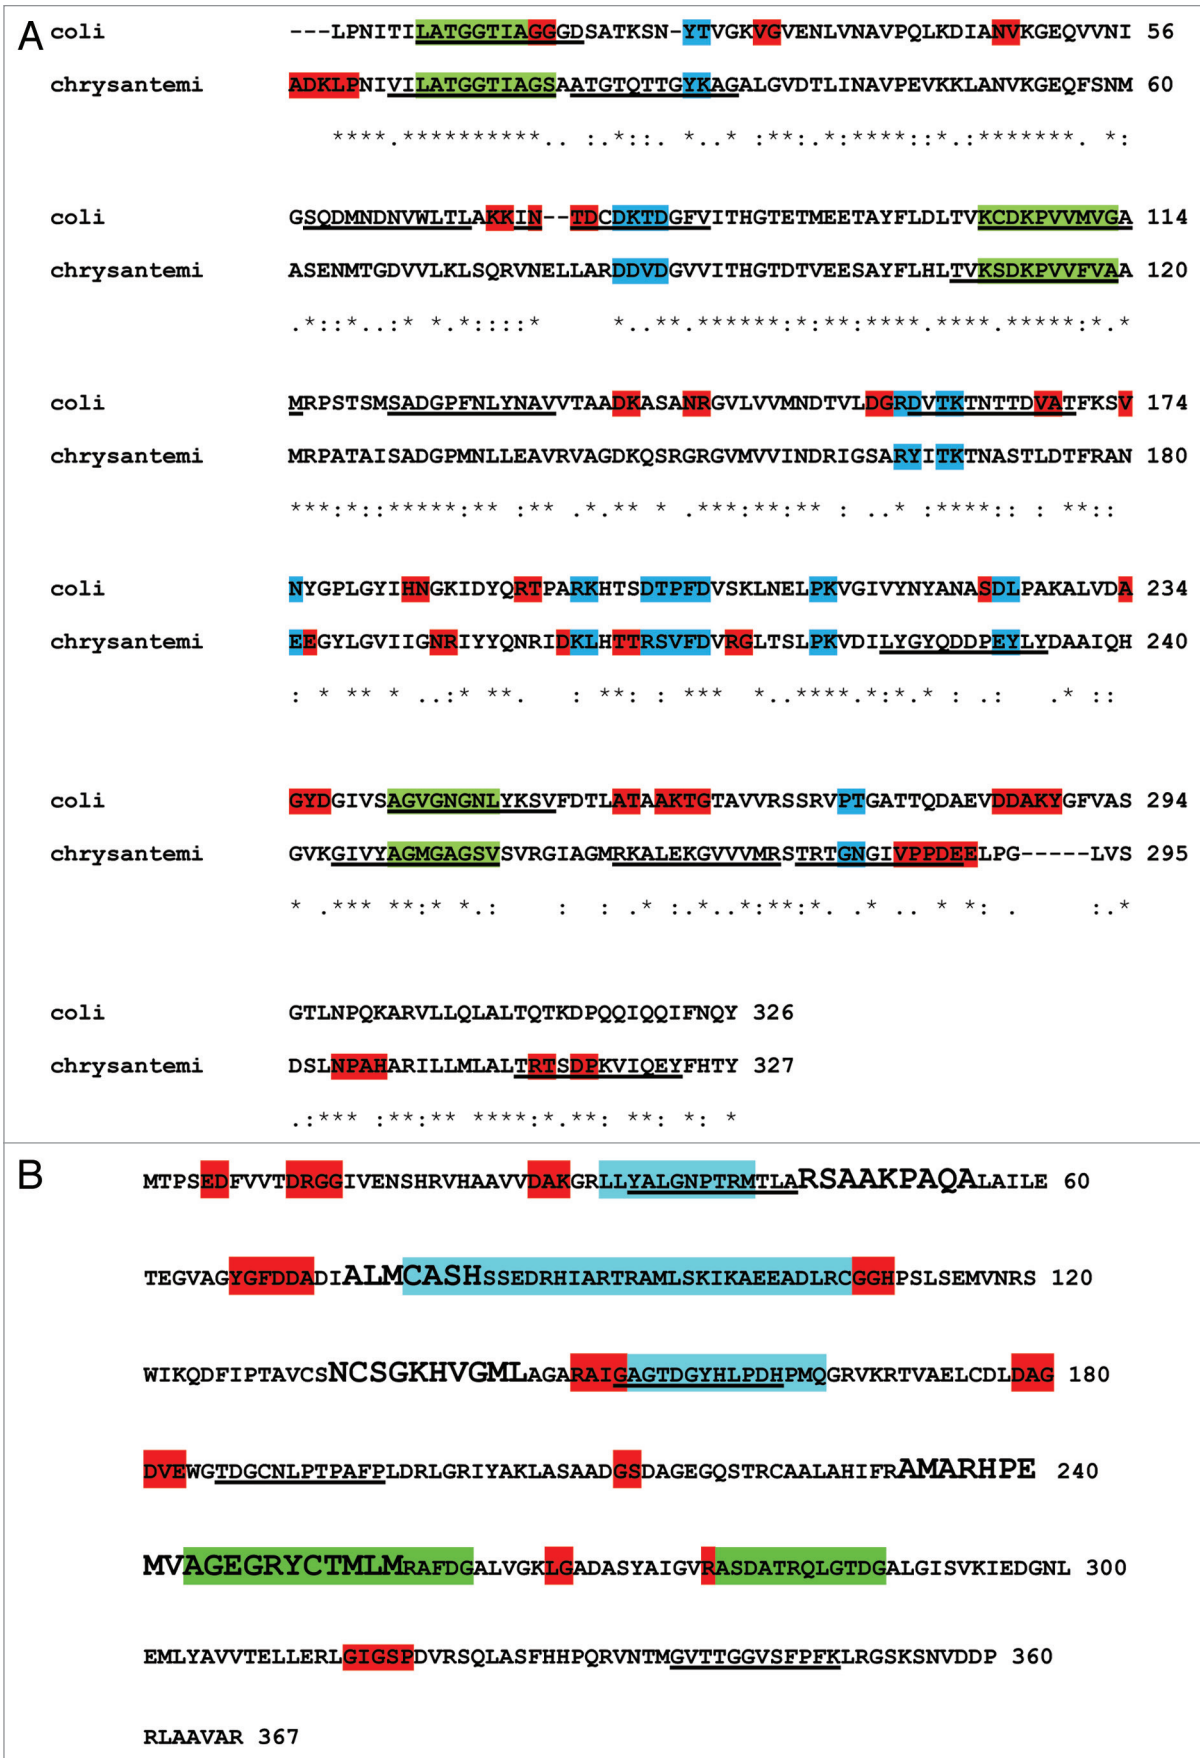 A
coli ---LPNITILATGGTIAGGGDSATKSN-YTVGKVGVENLVNAVPQLKDIANVKGEQVVNI 56
chrysantemi ADKLPNIVILATGGTIAGSAATGTQTTGYKAGALGVDTLINAVPEVKKLANVKGEQFSNM 60
****.**********.. :.*::. *..* :**:.*:****::*.:*******. *:
coli GSQDMNDNVWLTLAKKIN--TDCDKTDGFVITHGTETMEETAYFLDLTVKCDKPVVMVGA 114
chrysantemi ASENMTGDVVLKLSQRVNELLARDDVDGVVITHGTDTVEESAYFLHLTVKSDKPVVFVAA 120
.*::*..:* *.*::::* *..**.******:*:**:****.****.*****:*.*
coli MRPSTSMSADGPFNLYNAVVTAADKASANRGVLVVMNDTVLDGRDVTKTNTTDVATFKSV 174
chrysantemi MRPATAISADGPMNLLEAVRVAGDKQSRGRGVMVVINDRIGSARYITKTNASTLDTFRAN 180
***:*::*****:** :** .*.** * .***:**:** : ..* :****:: : **::
coli NYGPLGYIHNGKIDYQRTPARKHTSDTPFDVSKLNELPKVGIVYNYANASDLPAKALVDA 234
chrysantemi EEGYLGVIIGNRIYYQNRIDKLHTTRSVFDVRGLTSLPKVDILYGYQDDPEYLYDAAIQH 240
: * ** * ..:* **. : **: : *** *..****.*:*.* : .: .* ::
coli GYDGIVSAGVGNGNLYKSVFDTLATAAKTGTAVVRSSRVPTGATTQDAEVDDAKYGFVAS 294
chrysantemi GVKGIVYAGMGAGSVSVRGIAGMRKALEKGVVVMRSTRTGNGIVPPDEELPG-----LVS 295
* .*** **:* *.: : : .* :.*..*:**:*. .* .. * *: . :.*
coli GTLNPQKARVLLQLALTQTKDPQQIQQIFNQY 326
chrysantemi DSLNPAHARILLMLALTRTSDPKVIQEYFHTY 327
.:*** :**:** ****:*.**: **: *: *
B
MTPSEDFVVTDRGGIVENSHRVHAAVVDAKGRLLYALGNPTRMTLARSAAKPAQALAILE 60
TEGVAGYGFDDADIALMCASHSSEDRHIARTRAMLSKIKAEEADLRCGGHPSLSEMVNRS 120
WIKQDFIPTAVCSNCSGKHVGMLAGARAIGAGTDGYHLPDHPMQGRVKRTVAELCDLDAG 180
DVEWGTDGCNLPTPAFPLDRLGRIYAKLASAADGSDAGEGQSTRCAALAHIFRAMARHPE 240
MVAGEGRYCTMLMRAFDGALVGKLGADASYAIGVRASDATRQLGTDGALGISVKIEDGNL 300
EMLYAVVTELLERLGIGSPDVRSQLASFHHPQRVNTMGVTTGGVSFPFKLRGSKSNVDDP 360
RLAAVAR 367